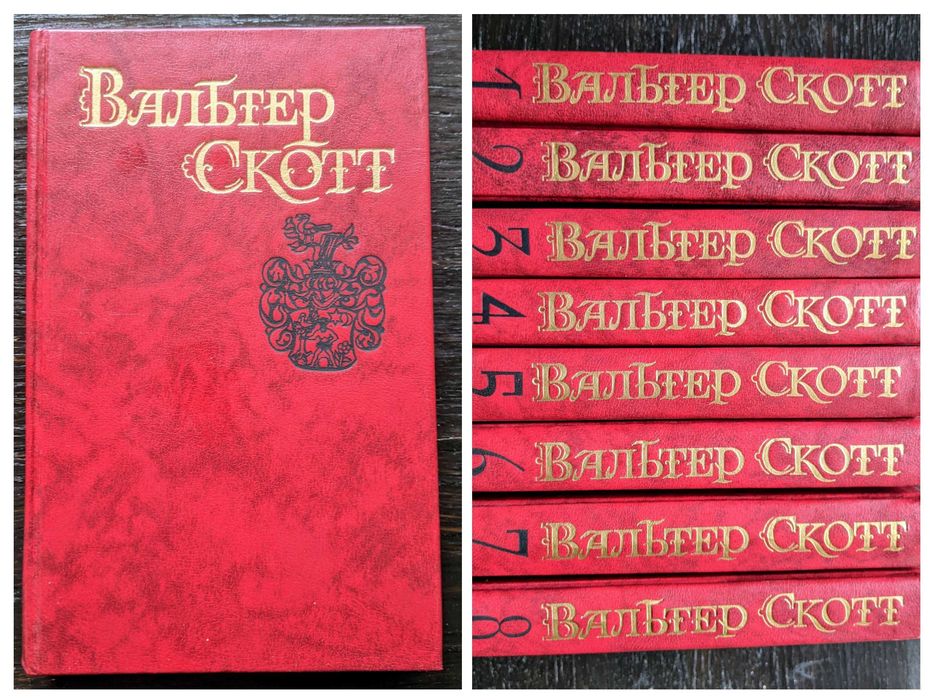 Вальтер
Скотт
1 Вальтер Скотт
2 Вальтер Скотт
3 Вальтер Скотт
4 Вальтер Скотт
5 Вальтер Скотт
6 Вальтер Скотт
7 Вальтер Скотт
8 Вальтер Скотт